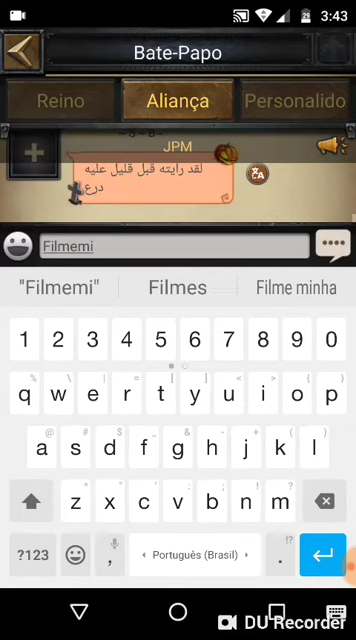 3:43
Bate-Papo
Reino Aliança Personalido
~S~B~
JPM
لقد رايته قبل قليل عليه
درع
Filmemi
"Filmemi" Filmes Filme minha
1 2 3 4 5 6 7 8 9 0
% \ | = [ ] < > { }
q w e r t y u i o p
@ # $ _ & - + ( )
a s d f g h j k l
* " ' : ; ! ?
z x c v b n m
!?
?123 , Português (Brasil) .
DU Recorder